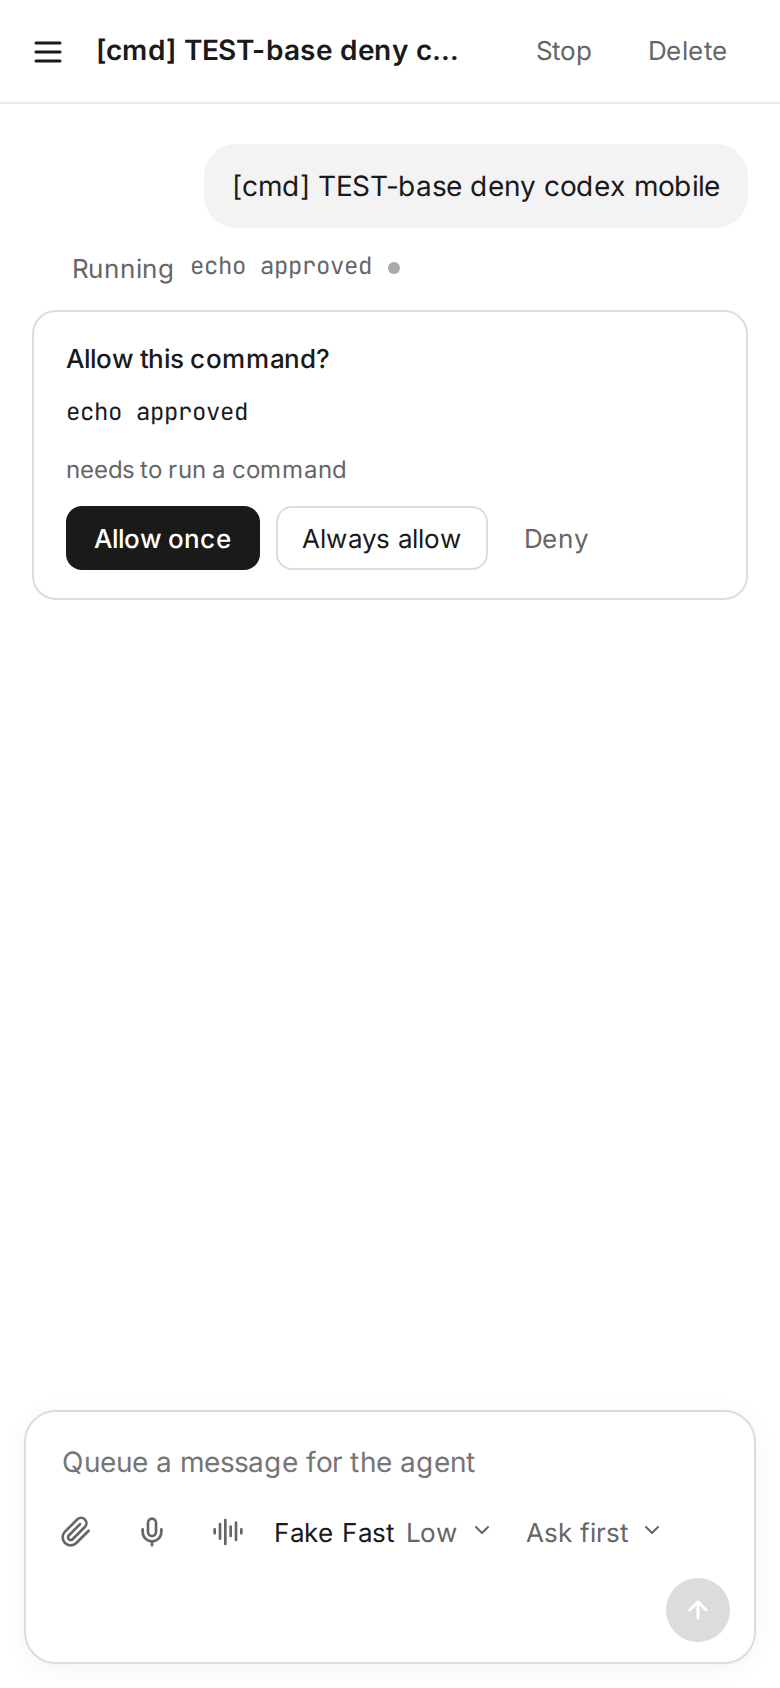 [cmd] TEST-base deny c... Stop Delete
[cmd] TEST-base deny codex mobile
Running echo approved
Allow this command?
echo approved
needs to run a command
Allow once Always allow Deny
Queue a message for the agent
Fake Fast Low Ask first